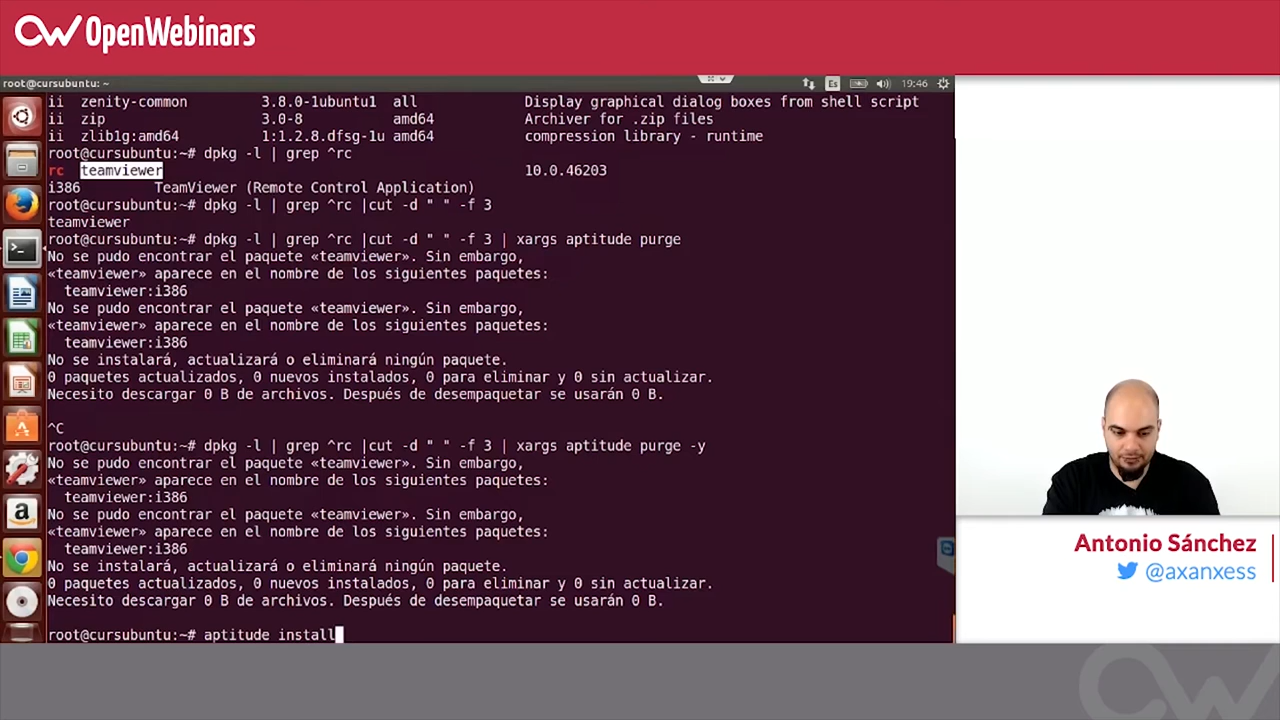 OpenWebinars
root@cursubuntu: ~
Es
19:46
ii  zenity-common         3.8.0-1ubuntu1  all             Display graphical dialog boxes from shell script
ii  zip                   3.0-8           amd64           Archiver for .zip files
ii  zlib1g:amd64          1:1.2.8.dfsg-1u amd64           compression library - runtime
root@cursubuntu:~# dpkg -l | grep ^rc
rc  teamviewer                                            10.0.46203
i386         TeamViewer (Remote Control Application)
root@cursubuntu:~# dpkg -l | grep ^rc |cut -d " " -f 3
teamviewer
root@cursubuntu:~# dpkg -l | grep ^rc |cut -d " " -f 3 | xargs aptitude purge
No se pudo encontrar el paquete «teamviewer». Sin embargo,
«teamviewer» aparece en el nombre de los siguientes paquetes:
  teamviewer:i386
No se pudo encontrar el paquete «teamviewer». Sin embargo,
«teamviewer» aparece en el nombre de los siguientes paquetes:
  teamviewer:i386
No se instalará, actualizará o eliminará ningún paquete.
0 paquetes actualizados, 0 nuevos instalados, 0 para eliminar y 0 sin actualizar.
Necesito descargar 0 B de archivos. Después de desempaquetar se usarán 0 B.
^C
root@cursubuntu:~# dpkg -l | grep ^rc |cut -d " " -f 3 | xargs aptitude purge -y
No se pudo encontrar el paquete «teamviewer». Sin embargo,
«teamviewer» aparece en el nombre de los siguientes paquetes:
  teamviewer:i386
No se pudo encontrar el paquete «teamviewer». Sin embargo,
«teamviewer» aparece en el nombre de los siguientes paquetes:
  teamviewer:i386
No se instalará, actualizará o eliminará ningún paquete.
0 paquetes actualizados, 0 nuevos instalados, 0 para eliminar y 0 sin actualizar.
Necesito descargar 0 B de archivos. Después de desempaquetar se usarán 0 B.
root@cursubuntu:~# aptitude install
Antonio Sánchez
@axanxess